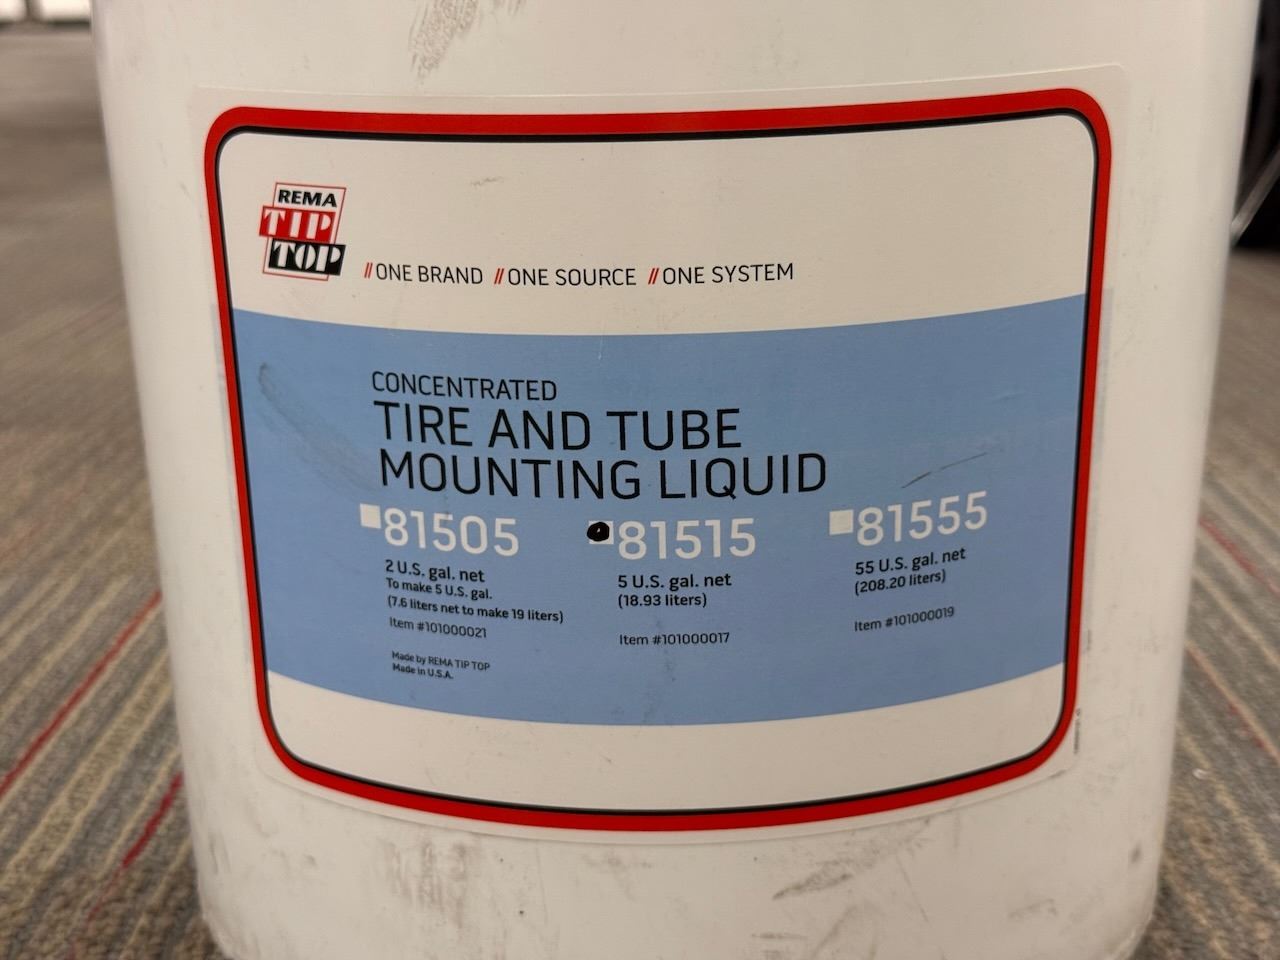 REMA
TIP
TOP
//ONE BRAND //ONE SOURCE //ONE SYSTEM
CONCENTRATED
TIRE AND TUBE
MOUNTING LIQUID
81505
2 U.S. gal. net
To make 5 U.S. gal.
(7.6 liters net to make 19 liters)
Item #101000021
Made by REMA TIP TOP
Made in U.S.A.
81515
5 U.S. gal. net
(18.93 liters)
Item #101000017
81555
55 U.S. gal. net
(208.20 liters)
Item #101000019